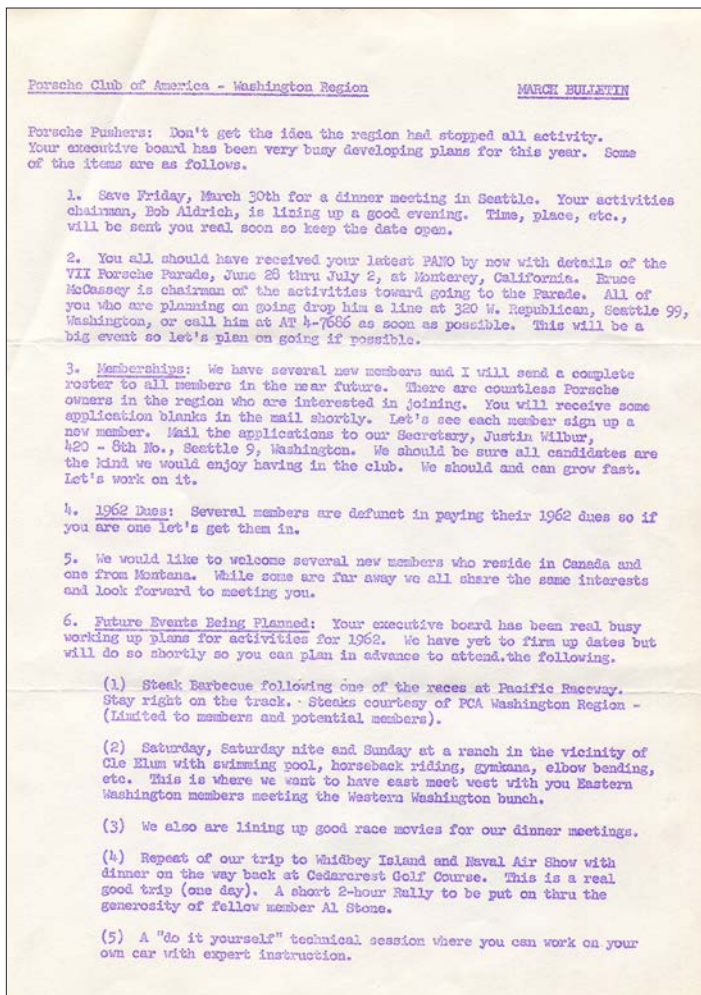 Porsche Club of America - Washington Region MARCH BULLETIN
Porsche Pushers: Don't get the idea the region had stopped all activity.
Your executive board has been very busy developing plans for this year. Some
of the items are as follows.
1. Save Friday, March 30th for a dinner meeting in Seattle. Your activities
chairman, Bob Aldrich, is lining up a good evening. Time, place, etc.,
will be sent you real soon so keep the date open.
2. You all should have received your latest PANO by now with details of the
VII Porsche Parade, June 28 thru July 2, at Monterey, California. Bruce
McCassey is chairman of the activities toward going to the Parade. All of
you who are planning on going drop him a line at 320 W. Republican, Seattle 99,
Washington, or call him at AT 4-7686 as soon as possible. This will be a
big event so let's plan on going if possible.
3. Memberships: We have several new members and I will send a complete
roster to all members in the near future. There are countless Porsche
owners in the region who are interested in joining. You will receive some
application blanks in the mail shortly. Let's see each member sign up a
new member. Mail the applications to our Secretary, Justin Wilbur,
420 - 8th No., Seattle 9, Washington. We should be sure all candidates are
the kind we would enjoy having in the club. We should and can grow fast.
Let's work on it.
4. 1962 Dues: Several members are defunct in paying their 1962 dues so if
you are one let's get them in.
5. We would like to welcome several new members who reside in Canada and
one from Montana. While some are far away we all share the same interests
and look forward to meeting you.
6. Future Events Being Planned: Your executive board has been real busy
working up plans for activities for 1962. We have yet to firm up dates but
will do so shortly so you can plan in advance to attend.the following.
(1) Steak Barbecue following one of the races at Pacific Raceway.
Stay right on the track. - Steaks courtesy of PCA Washington Region -
(Limited to members and potential members).
(2) Saturday, Saturday nite and Sunday at a ranch in the vicinity of
Cle Elum with swimming pool, horseback riding, gymkana, elbow bending,
etc. This is where we want to have east meet west with you Eastern
Washington members meeting the Western Washington bunch.
(3) We also are lining up good race movies for our dinner meetings.
(4) Repeat of our trip to Whidbey Island and Naval Air Show with
dinner on the way back at Cedarcrest Golf Course. This is a real
good trip (one day). A short 2-hour Rally to be put on thru the
generosity of fellow member Al Stone.
(5) A "do it yourself" technical session where you can work on your
own car with expert instruction.